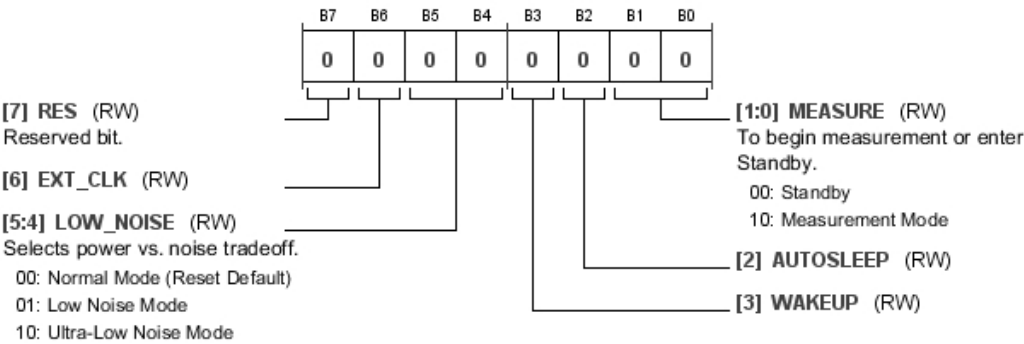 B7 B6 B5 B4 B3 B2 B1 B0
0 0 0 0 0 0 0 0
[7] RES (RW)
Reserved bit.
[6] EXT_CLK (RW)
[5:4] LOW_NOISE (RW)
Selects power vs. noise tradeoff.
00: Normal Mode (Reset Default)
01: Low Noise Mode
10: Ultra-Low Noise Mode
[1:0] MEASURE (RW)
To begin measurement or enter
Standby.
00: Standby
10: Measurement Mode
[2] AUTOSLEEP (RW)
[3] WAKEUP (RW)